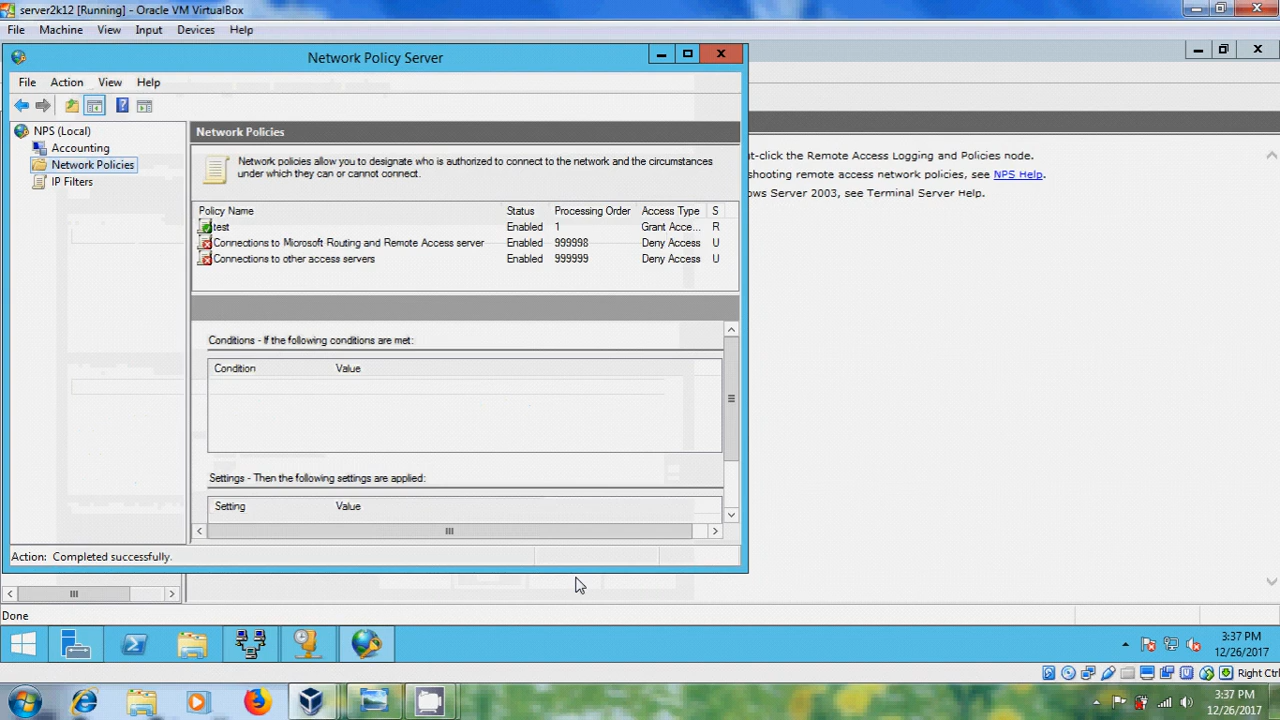 server2k12 [Running] - Oracle VM VirtualBox
File Machine View Input Devices Help
Network Policy Server
File Action View Help
NPS (Local)
Accounting
Network Policies
IP Filters
Network Policies
Network policies allow you to designate who is authorized to connect to the network and the circumstances
under which they can or cannot connect.
Policy Name Status Processing Order Access Type S
test Enabled 1 Grant Acce... R
Connections to Microsoft Routing and Remote Access server Enabled 999998 Deny Access U
Connections to other access servers Enabled 999999 Deny Access U
Conditions - If the following conditions are met:
Condition Value
Settings - Then the following settings are applied:
Setting Value
Action: Completed successfully.
t-click the Remote Access Logging and Policies node.
shooting remote access network policies, see NPS Help.
ows Server 2003, see Terminal Server Help.
Done
3:37 PM
12/26/2017
Right Ctrl
3:37 PM
12/26/2017